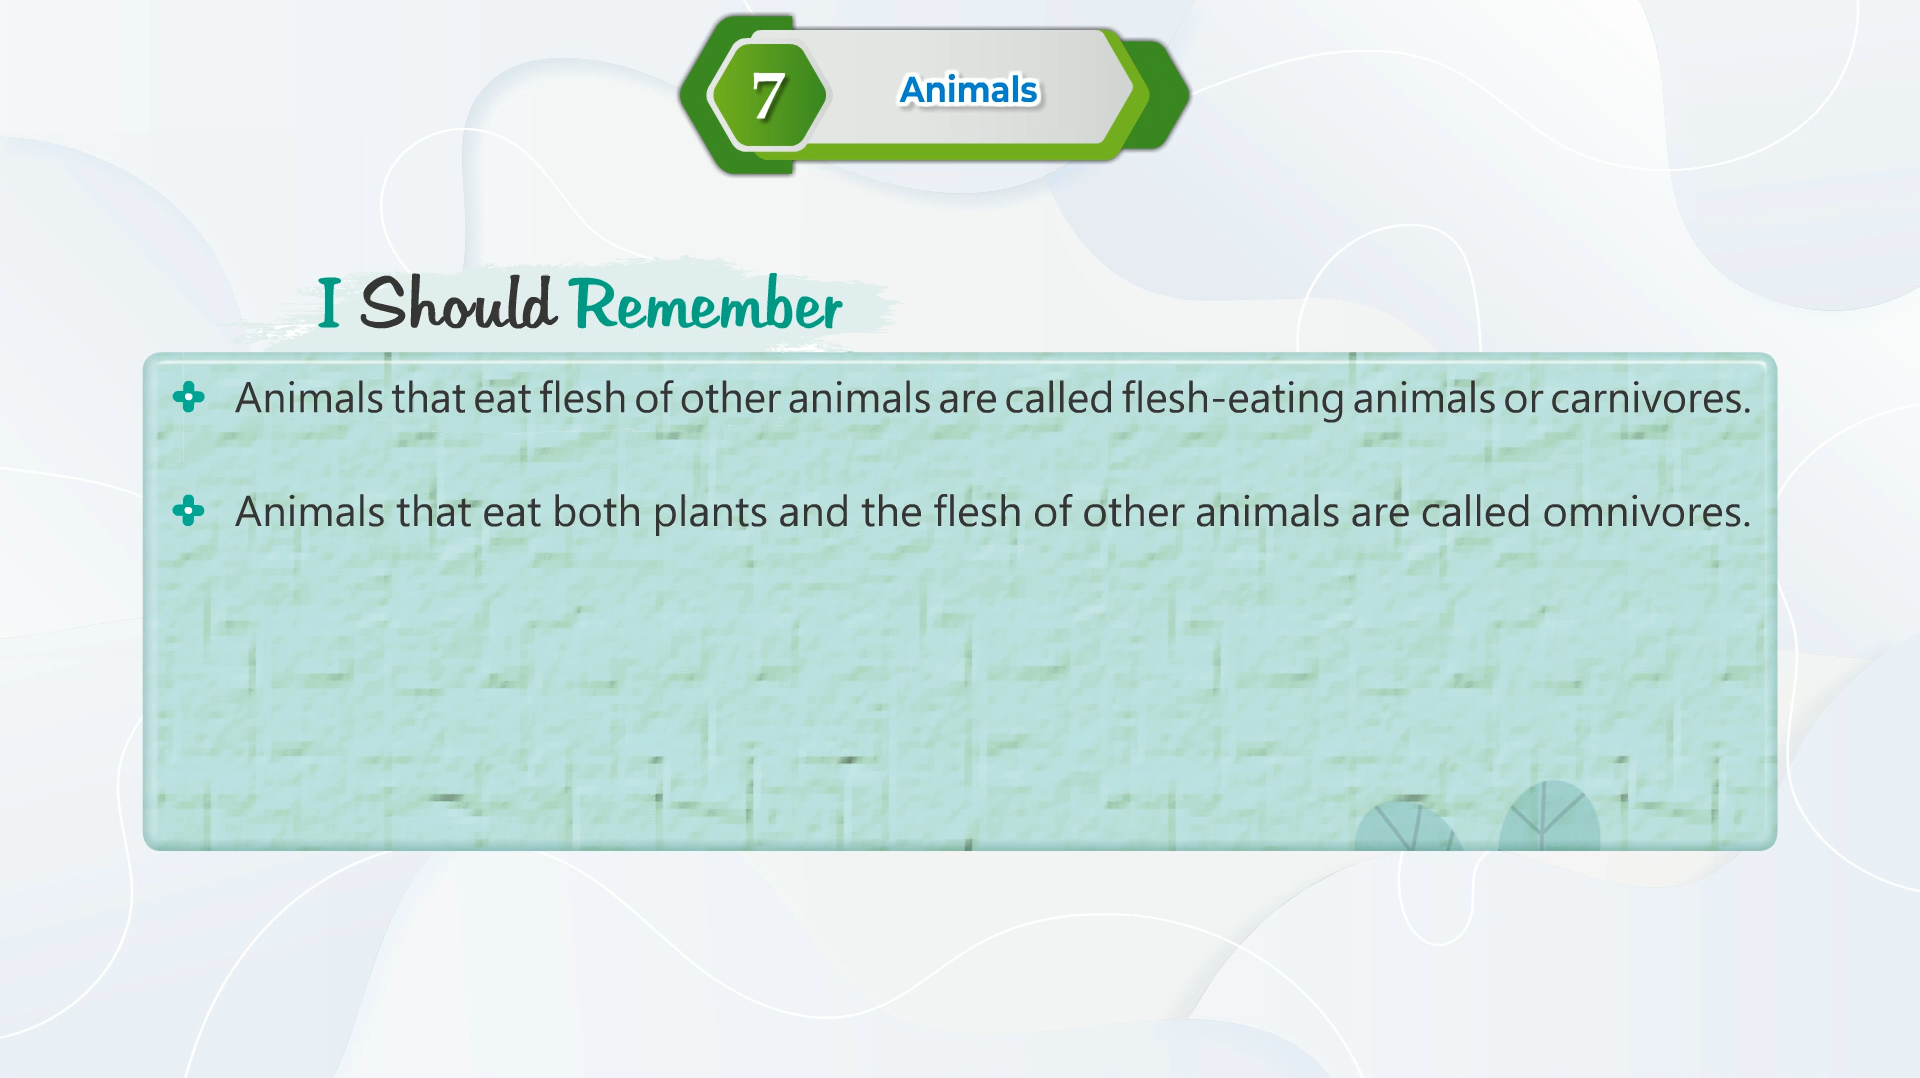 7
Animals
I Should Remember
Animals that eat flesh of other animals are called flesh-eating animals or carnivores.
Animals that eat both plants and the flesh of other animals are called omnivores.